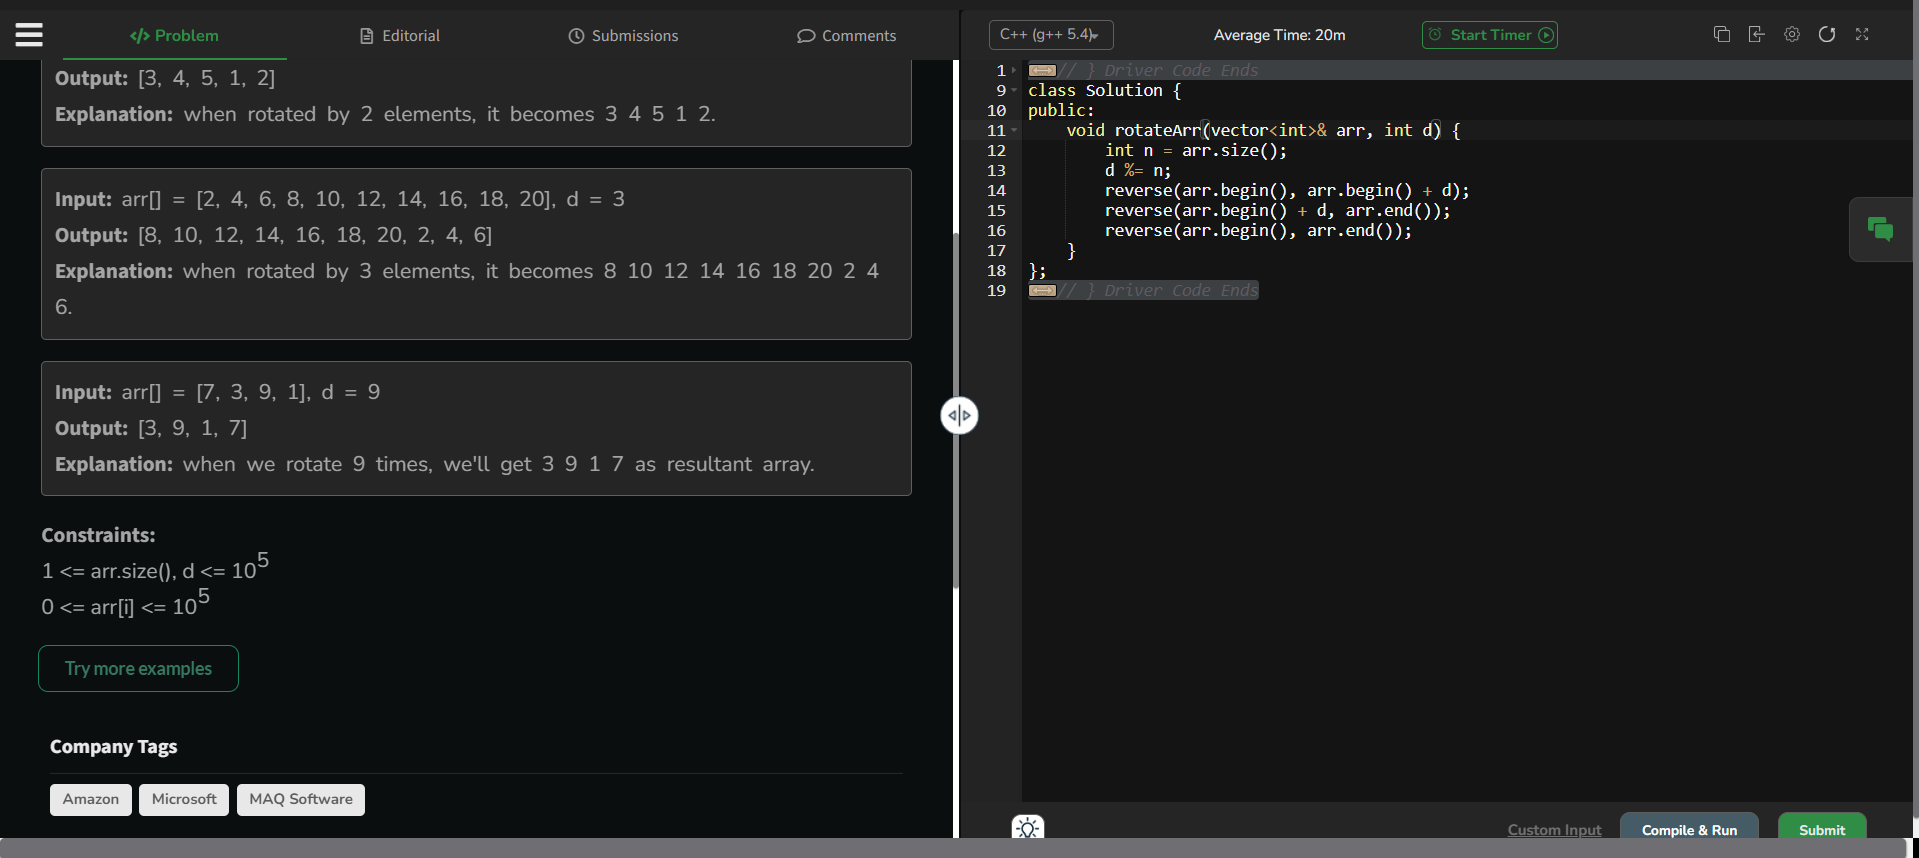 Problem
Editorial
Submissions
Comments
Output: [3, 4, 5, 1, 2]
Explanation: when rotated by 2 elements, it becomes 3 4 5 1 2.
Input: arr[] = [2, 4, 6, 8, 10, 12, 14, 16, 18, 20], d = 3
Output: [8, 10, 12, 14, 16, 18, 20, 2, 4, 6]
Explanation: when rotated by 3 elements, it becomes 8 10 12 14 16 18 20 2 4
6.
Input: arr[] = [7, 3, 9, 1], d = 9
Output: [3, 9, 1, 7]
Explanation: when we rotate 9 times, we'll get 3 9 1 7 as resultant array.
Constraints:
1 <= arr.size(), d <= 10^5
0 <= arr[i] <= 10^5
Try more examples
Company Tags
Amazon
Microsoft
MAQ Software
C++ (g++ 5.4)
Average Time: 20m
Start Timer
1 // } Driver Code Ends
9 class Solution {
10 public:
11     void rotateArr(vector<int>& arr, int d) {
12         int n = arr.size();
13         d %= n;
14         reverse(arr.begin(), arr.begin() + d);
15         reverse(arr.begin() + d, arr.end());
16         reverse(arr.begin(), arr.end());
17     }
18 };
19 // } Driver Code Ends
Custom Input
Compile & Run
Submit